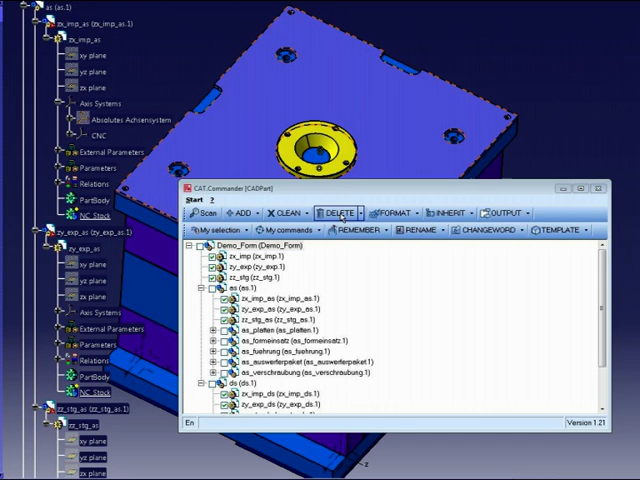 as (as.1)
zx_imp_as (zx_imp_as.1)
zx_imp_as
xy plane
yz plane
zx plane
Axis Systems
Absolutes Achsensystem
CNC
External Parameters
Parameters
Relations
PartBody
NC_Stock
zy_exp_as (zy_exp_as.1)
zy_exp_as
xy plane
yz plane
zx plane
Axis Systems
External Parameters
Parameters
Relations
PartBody
NC_Stock
zz_stg_as (zz_stg_as.1)
zz_stg_as
xy plane
yz plane
zx plane
CAT.Commander [CADPart]
Start ?
Scan ADD CLEAN DELETE FORMAT INHERIT OUTPUT
My selection My commands REMEMBER RENAME CHANGEWORD TEMPLATE
Demo_Form (Demo_Form)
zx_imp (zx_imp.1)
zy_exp (zy_exp.1)
zz_stg (zz_stg.1)
as (as.1)
zx_imp_as (zx_imp_as.1)
zy_exp_as (zy_exp_as.1)
zz_stg_as (zz_stg_as.1)
as_platten (as_platten.1)
as_formeinsatz (as_formeinsatz.1)
as_fuehrung (as_fuehrung.1)
as_auswerferpaket (as_auswerferpaket.1)
as_verschraubung (as_verschraubung.1)
ds (ds.1)
zx_imp_ds (zx_imp_ds.1)
zy_exp_ds (zy_exp_ds.1)
En Version 1.21
z